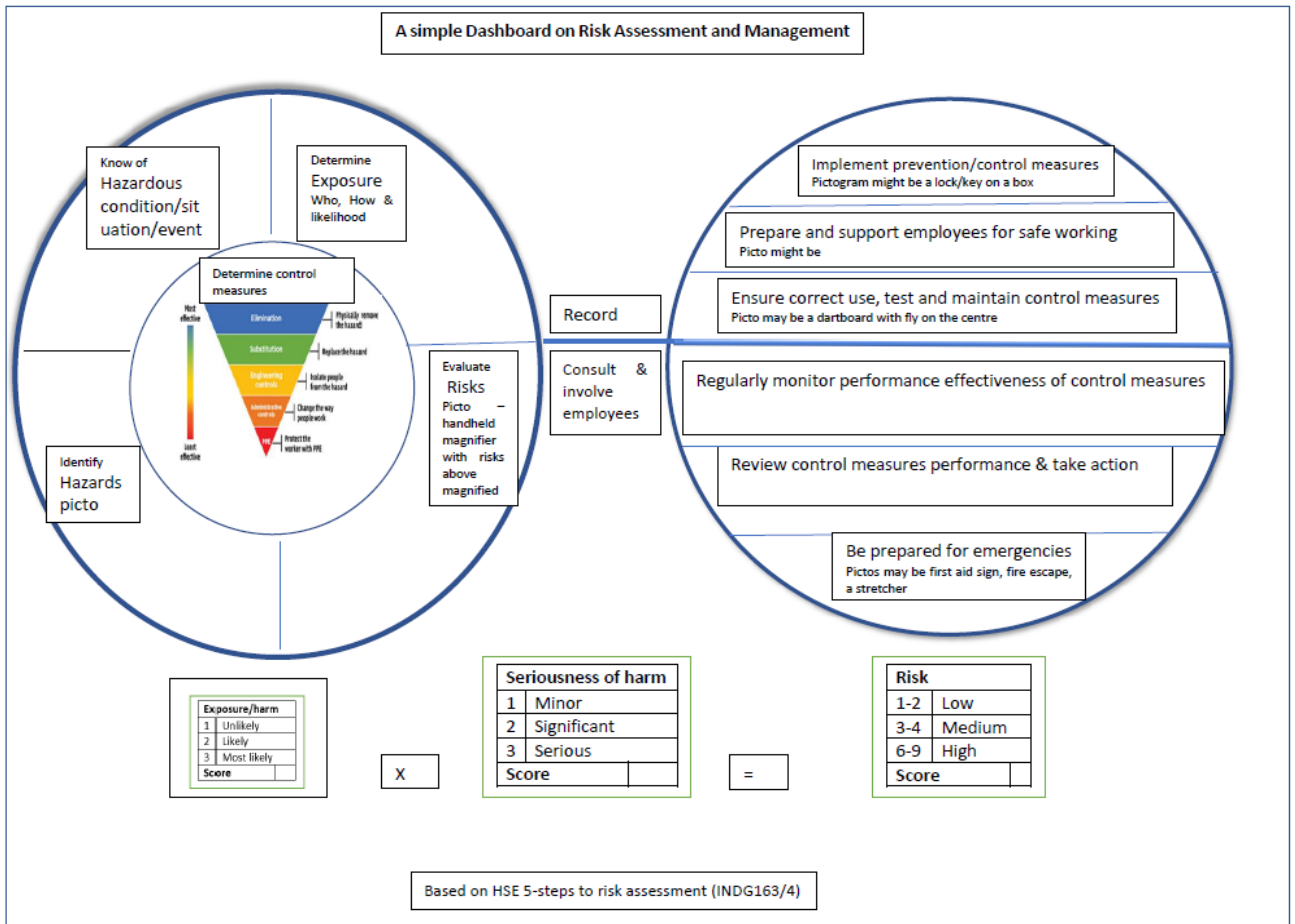 A simple Dashboard on Risk Assessment and Management
Know of
Hazardous
condition/sit
uation/event
Determine
Exposure
Who, How &
likelihood
Determine control
measures
Most
effective
Least
effective
Elimination
Physically remove
the hazard
Substitution
Replace the hazard
Engineering
controls
Isolate people
from the hazard
Administrative
controls
Change the way
people work
PPE
Protect the
worker with PPE
Identify
Hazards
picto
Evaluate
Risks
Picto –
handheld
magnifier
with risks
above
magnified
Record
Consult &
involve
employees
Implement prevention/control measures
Pictogram might be a lock/key on a box
Prepare and support employees for safe working
Picto might be
Ensure correct use, test and maintain control measures
Picto may be a dartboard with fly on the centre
Regularly monitor performance effectiveness of control measures
Review control measures performance & take action
Be prepared for emergencies
Pictos may be first aid sign, fire escape,
a stretcher
Exposure/harm
1 Unlikely
2 Likely
3 Most likely
Score
X
Seriousness of harm
1 Minor
2 Significant
3 Serious
Score
=
Risk
1-2 Low
3-4 Medium
6-9 High
Score
Based on HSE 5-steps to risk assessment (INDG163/4)